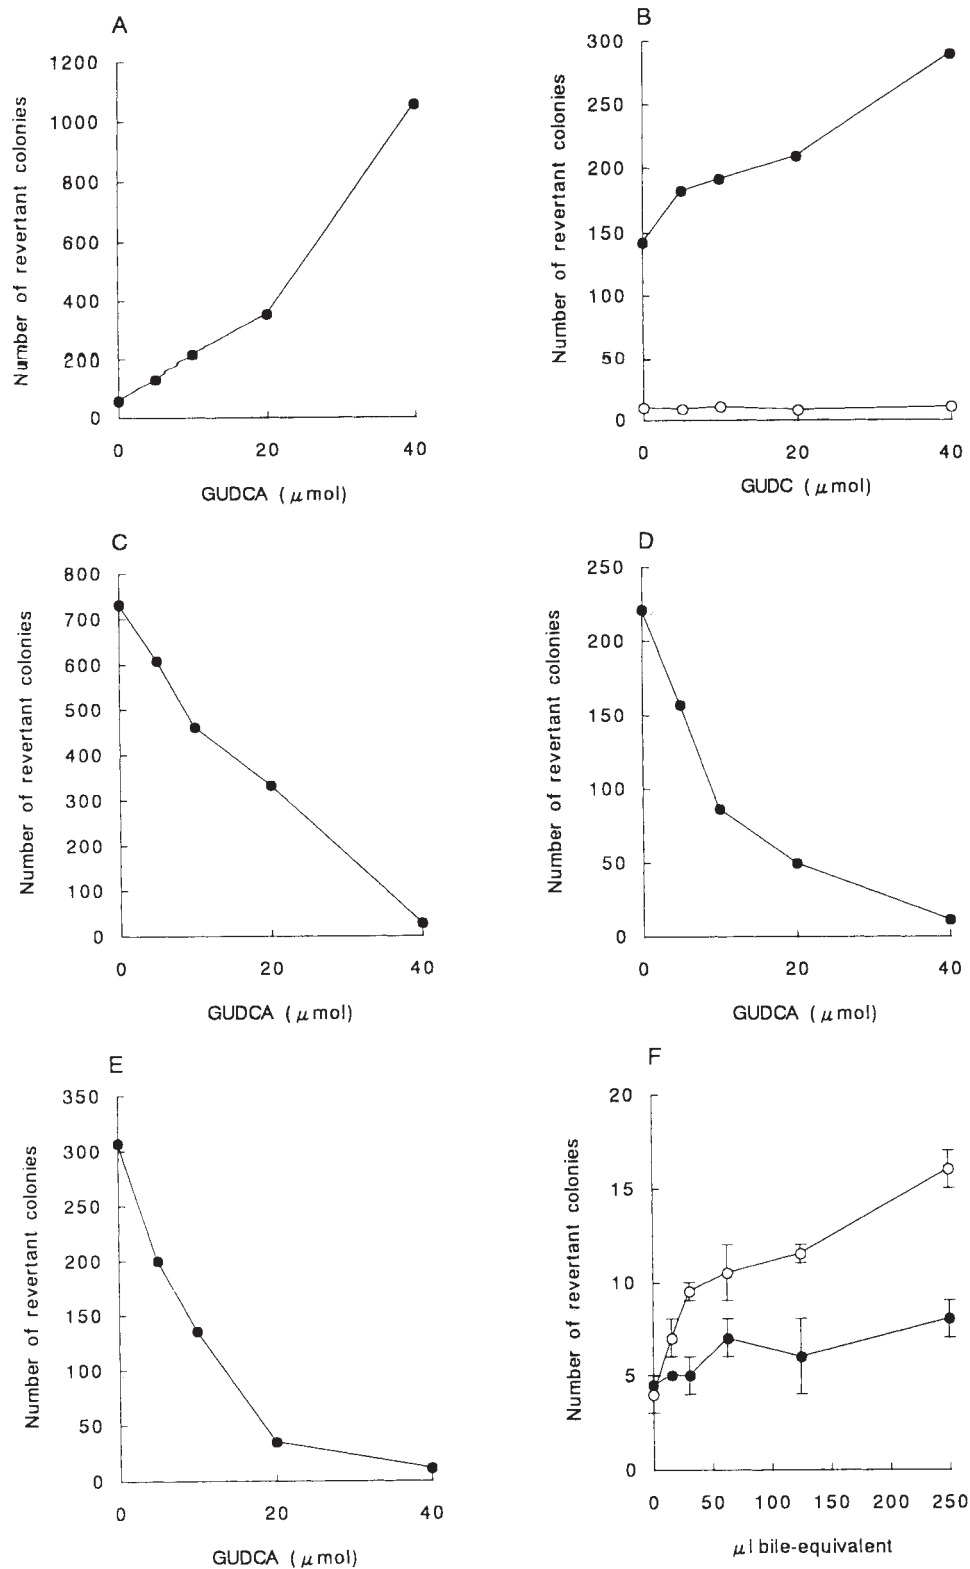 A
Number of revertant colonies
1200
1000
800
600
400
200
0
0 20 40
GUDCA (μmol)
B
Number of revertant colonies
300
250
200
150
100
50
0
0 20 40
GUDC (μmol)
C
Number of revertant colonies
800
700
600
500
400
300
200
100
0
0 20 40
GUDCA (μmol)
D
Number of revertant colonies
250
200
150
100
50
0
0 20 40
GUDCA (μmol)
E
Number of revertant colonies
350
300
250
200
150
100
50
0
0 20 40
GUDCA (μmol)
F
Number of revertant colonies
20
15
10
5
0
0 50 100 150 200 250
μl bile-equivalent